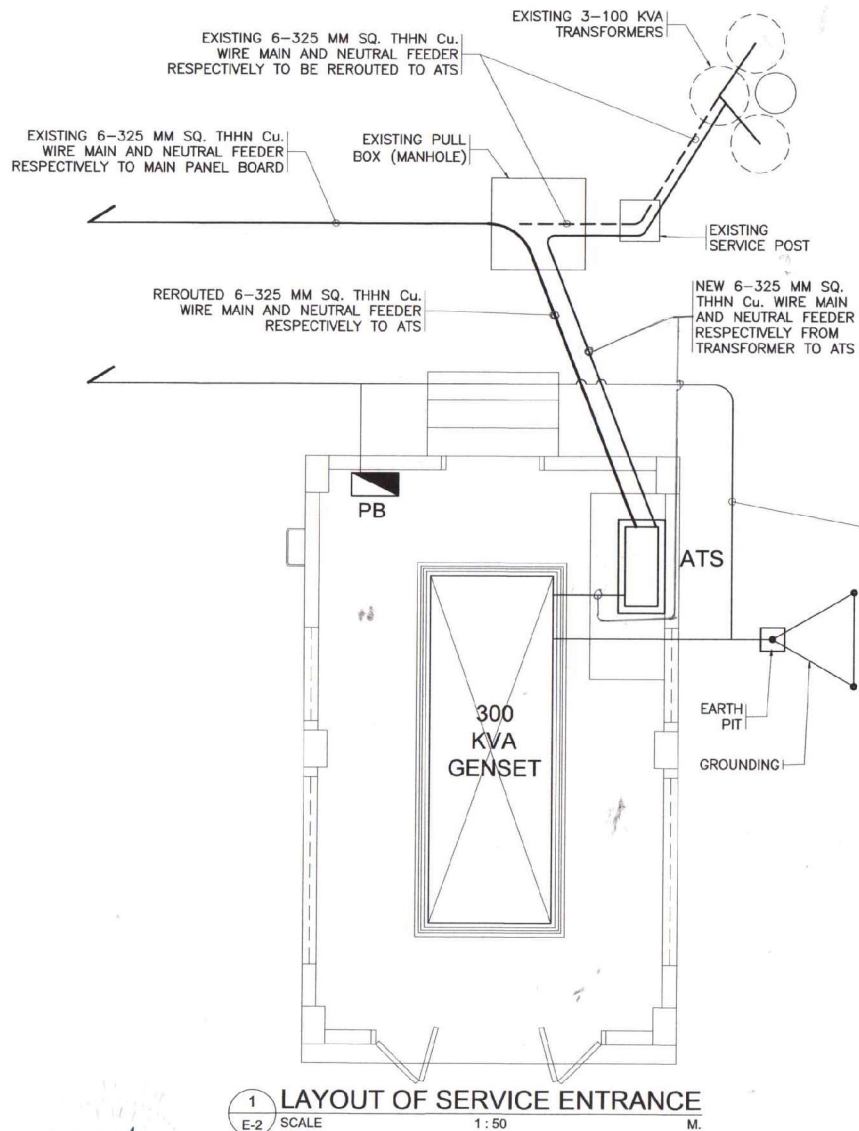 EXISTING 3-100 KVA
TRANSFORMERS
EXISTING 6-325 MM SQ. THHN Cu.
WIRE MAIN AND NEUTRAL FEEDER
RESPECTIVELY TO BE REROUTED TO ATS
EXISTING 6-325 MM SQ. THHN Cu.
WIRE MAIN AND NEUTRAL FEEDER
RESPECTIVELY TO MAIN PANEL BOARD
EXISTING PULL
BOX (MANHOLE)
EXISTING
SERVICE POST
REROUTED 6-325 MM SQ. THHN Cu.
WIRE MAIN AND NEUTRAL FEEDER
RESPECTIVELY TO ATS
NEW 6-325 MM SQ.
THHN Cu. WIRE MAIN
AND NEUTRAL FEEDER
RESPECTIVELY FROM
TRANSFORMER TO ATS
PB
ATS
300
KVA
GENSET
EARTH
PIT
GROUNDING
1
E-2
LAYOUT OF SERVICE ENTRANCE
SCALE 1:50 M.